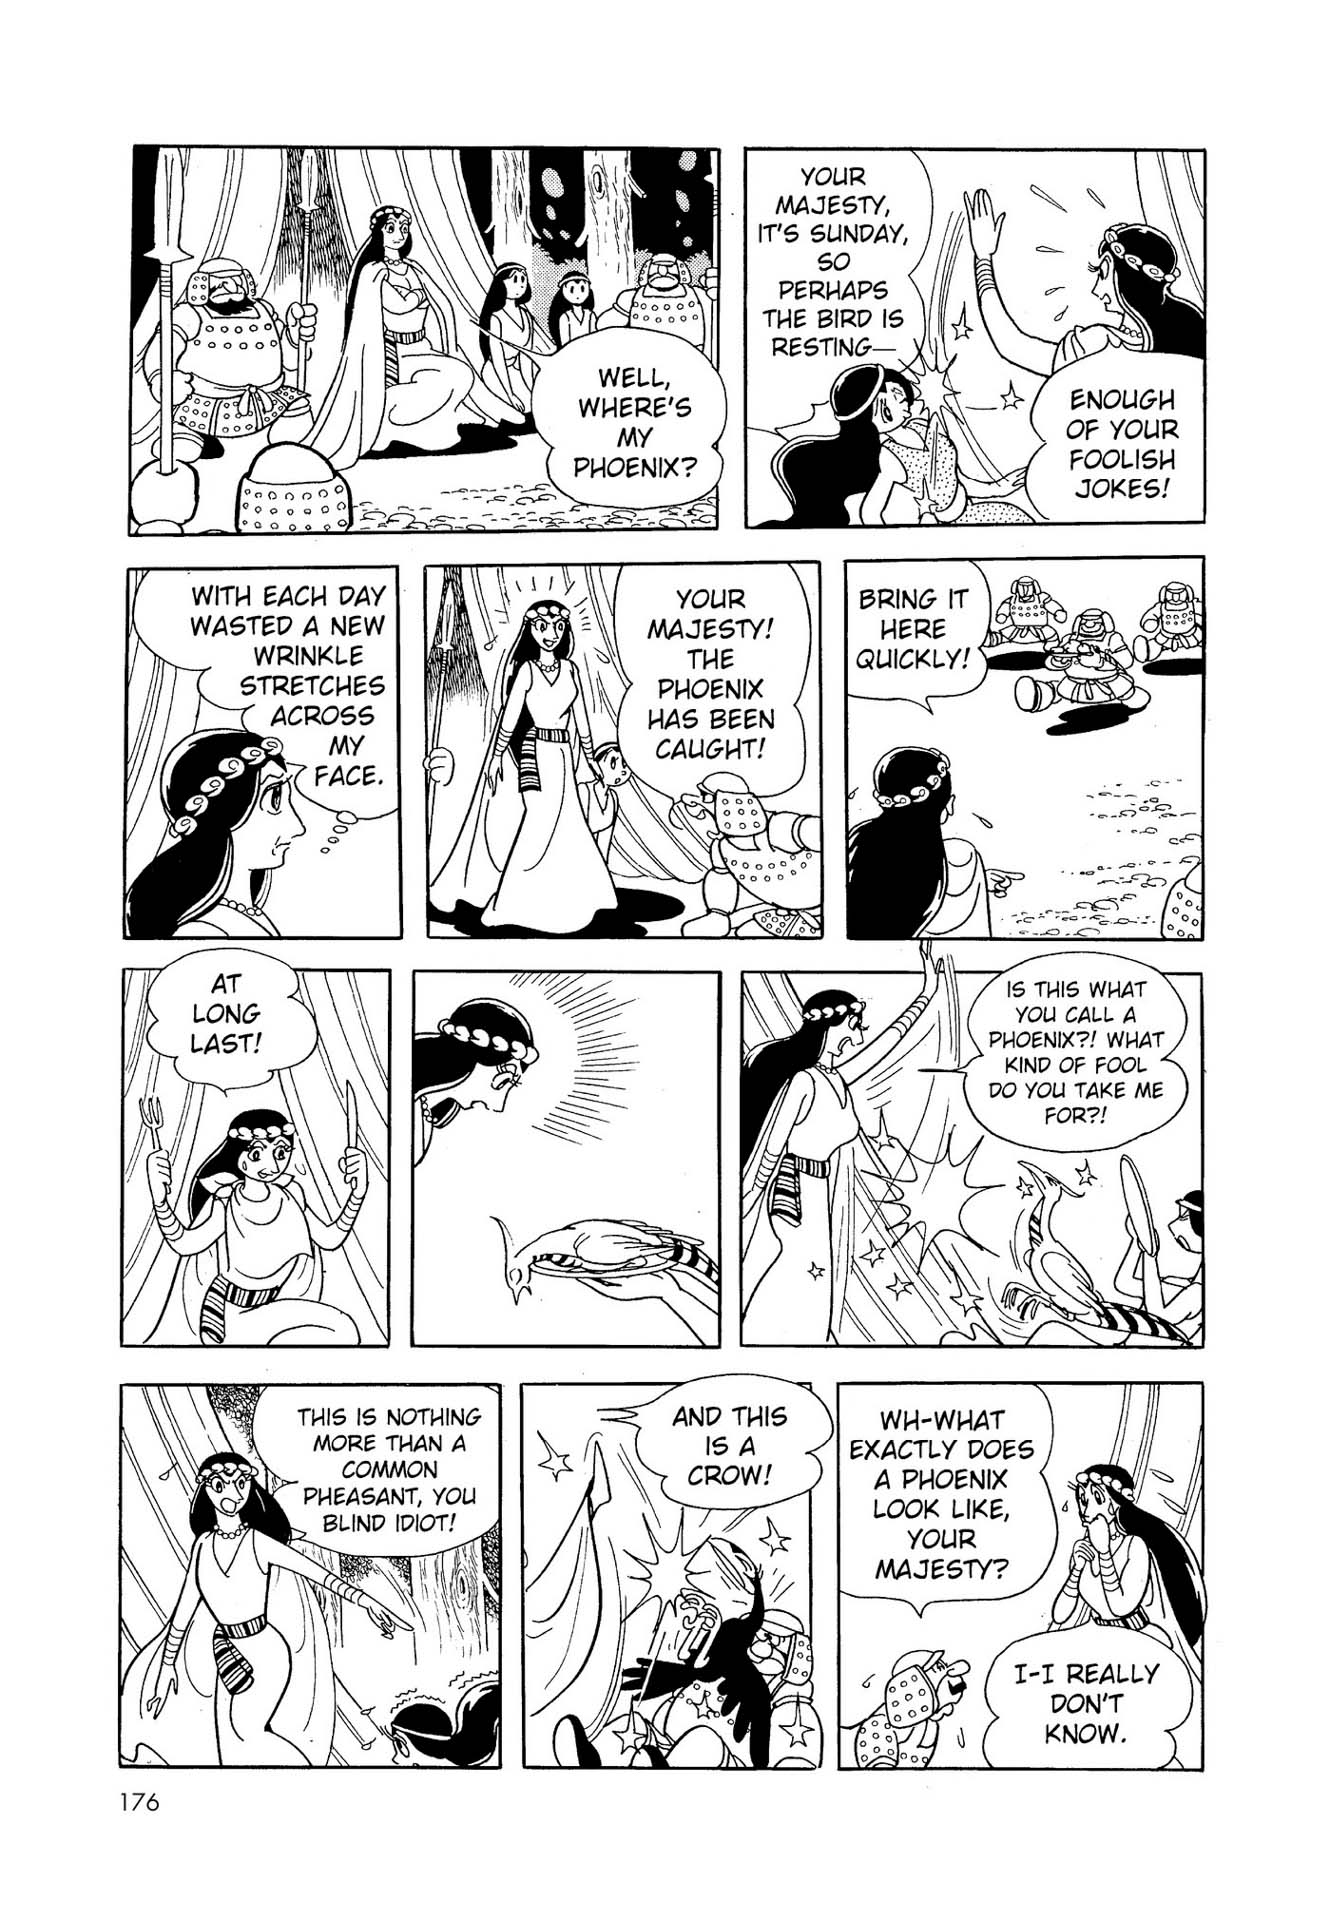 WELL,
WHERE'S
MY
PHOENIX?
YOUR
MAJESTY,
IT'S SUNDAY,
SO
PERHAPS
THE BIRD IS
RESTING—
ENOUGH
OF YOUR
FOOLISH
JOKES!
WITH EACH DAY
WASTED A NEW
WRINKLE
STRETCHES
ACROSS
MY
FACE.
YOUR
MAJESTY!
THE
PHOENIX
HAS BEEN
CAUGHT!
BRING IT
HERE
QUICKLY!
AT
LONG
LAST!
IS THIS WHAT
YOU CALL A
PHOENIX?! WHAT
KIND OF FOOL
DO YOU TAKE ME
FOR?!
THIS IS NOTHING
MORE THAN A
COMMON
PHEASANT, YOU
BLIND IDIOT!
AND THIS
IS A
CROW!
WH-WHAT
EXACTLY DOES
A PHOENIX
LOOK LIKE,
YOUR
MAJESTY?
I-I REALLY
DON'T
KNOW.
176